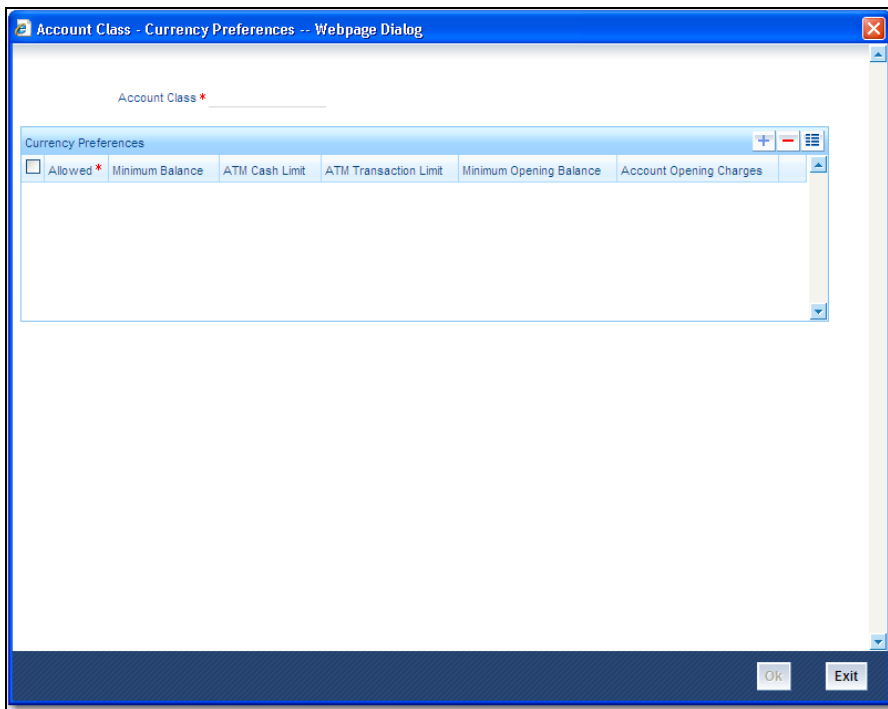 Account Class - Currency Preferences -- Webpage Dialog
Account Class *
Currency Preferences
Allowed * Minimum Balance ATM Cash Limit ATM Transaction Limit Minimum Opening Balance Account Opening Charges
Ok Exit